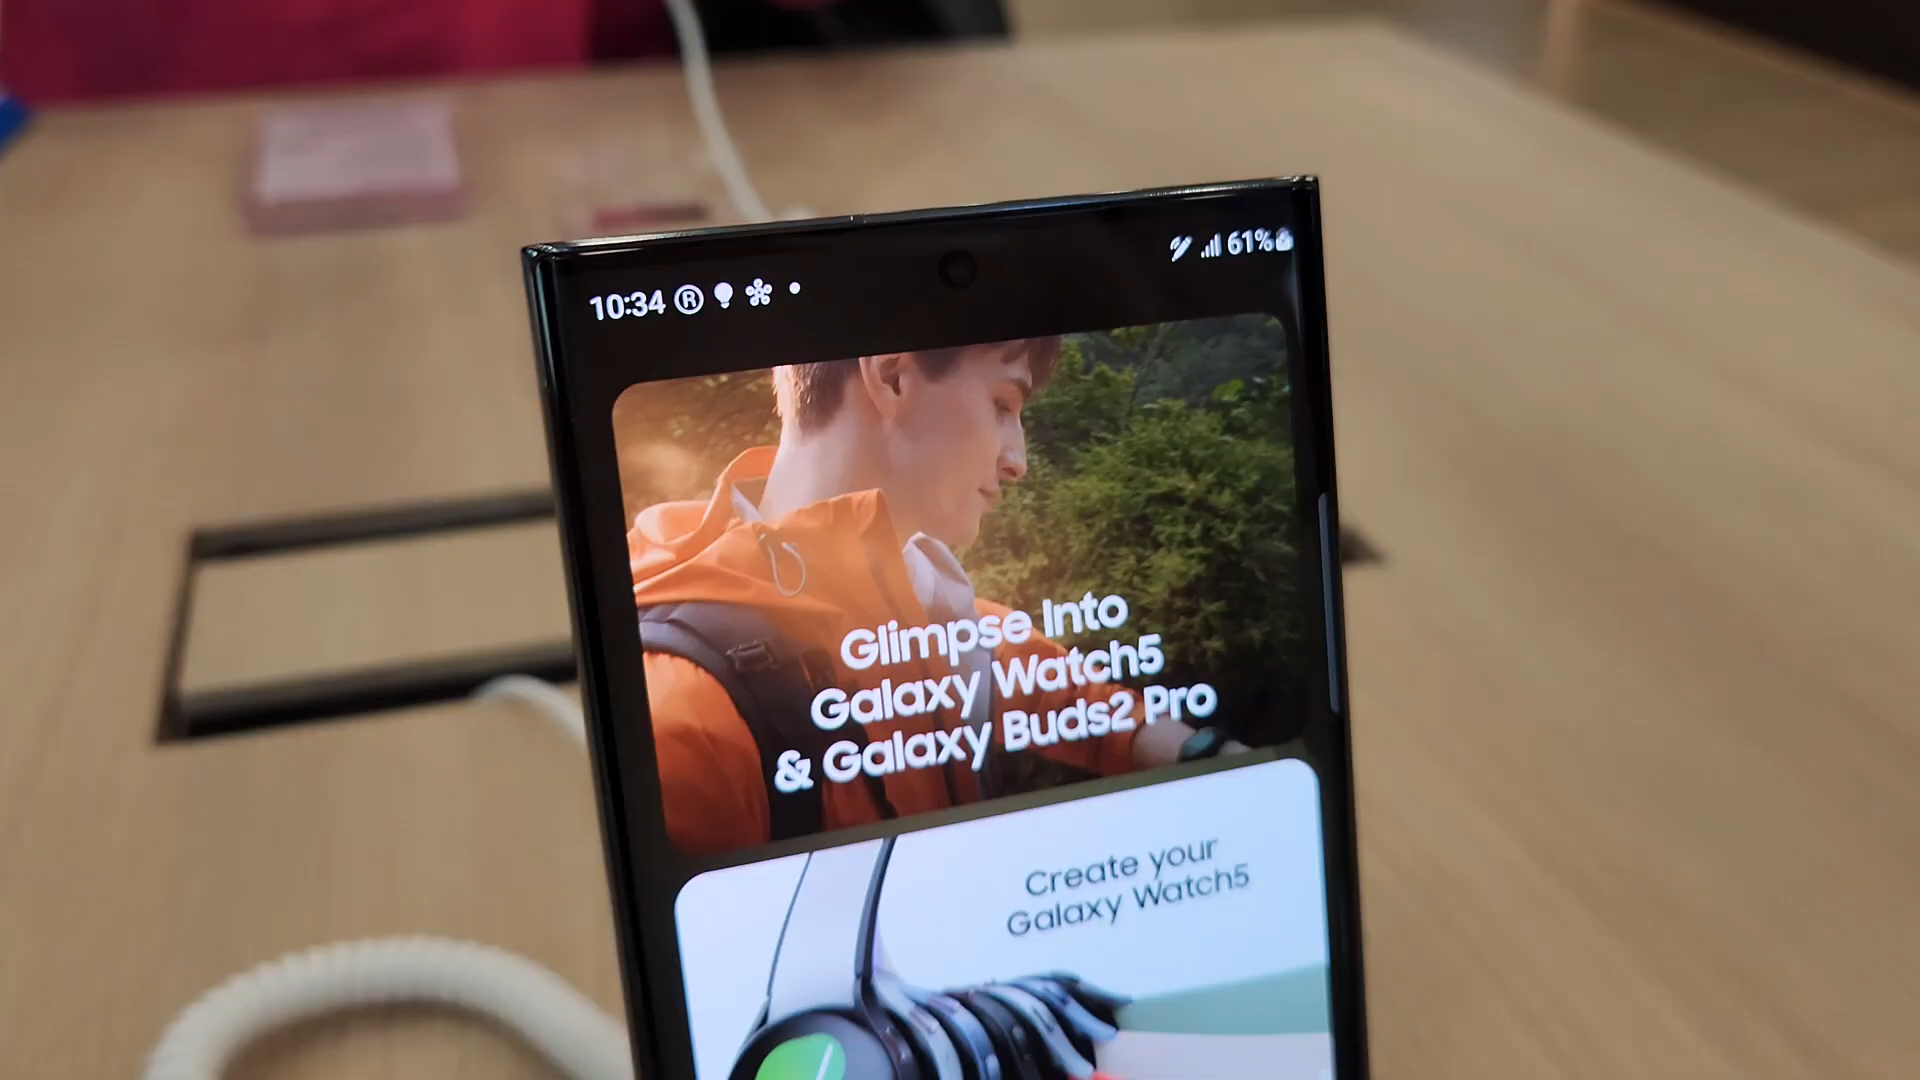 10:34 ® 61%
Glimpse Into
Galaxy Watch5
& Galaxy Buds2 Pro
Create your
Galaxy Watch5